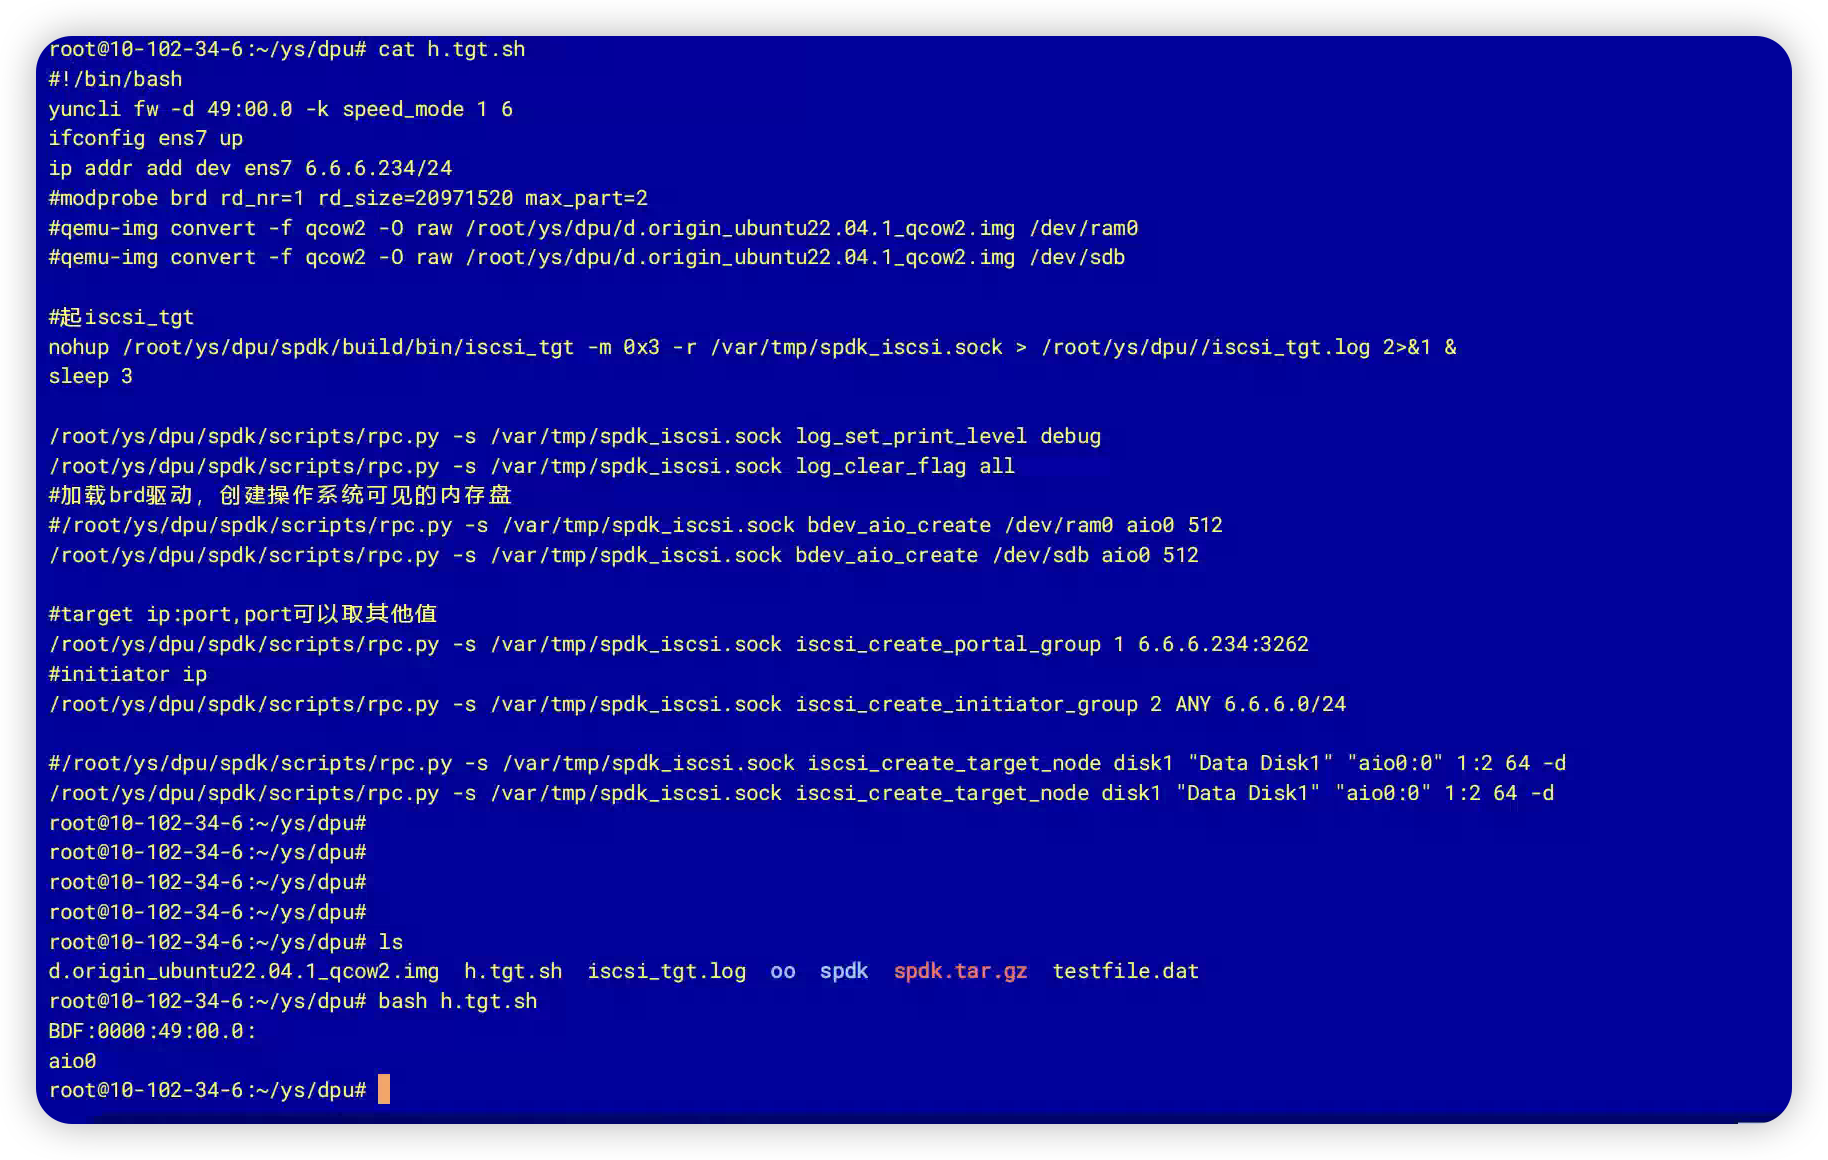 root@10-102-34-6:~/ys/dpu# cat h.tgt.sh
#!/bin/bash
yuncli fw -d 49:00.0 -k speed_mode 1 6
ifconfig ens7 up
ip addr add dev ens7 6.6.6.234/24
#modprobe brd rd_nr=1 rd_size=20971520 max_part=2
#qemu-img convert -f qcow2 -O raw /root/ys/dpu/d.origin_ubuntu22.04.1_qcow2.img /dev/ram0
#qemu-img convert -f qcow2 -O raw /root/ys/dpu/d.origin_ubuntu22.04.1_qcow2.img /dev/sdb
#起iscsi_tgt
nohup /root/ys/dpu/spdk/build/bin/iscsi_tgt -m 0x3 -r /var/tmp/spdk_iscsi.sock > /root/ys/dpu//iscsi_tgt.log 2>&1 &
sleep 3
/root/ys/dpu/spdk/scripts/rpc.py -s /var/tmp/spdk_iscsi.sock log_set_print_level debug
/root/ys/dpu/spdk/scripts/rpc.py -s /var/tmp/spdk_iscsi.sock log_clear_flag all
#加载brd驱动，创建操作系统可见的内存盘
#/root/ys/dpu/spdk/scripts/rpc.py -s /var/tmp/spdk_iscsi.sock bdev_aio_create /dev/ram0 aio0 512
/root/ys/dpu/spdk/scripts/rpc.py -s /var/tmp/spdk_iscsi.sock bdev_aio_create /dev/sdb aio0 512
#target ip:port,port可以取其他值
/root/ys/dpu/spdk/scripts/rpc.py -s /var/tmp/spdk_iscsi.sock iscsi_create_portal_group 1 6.6.6.234:3262
#initiator ip
/root/ys/dpu/spdk/scripts/rpc.py -s /var/tmp/spdk_iscsi.sock iscsi_create_initiator_group 2 ANY 6.6.6.0/24
#/root/ys/dpu/spdk/scripts/rpc.py -s /var/tmp/spdk_iscsi.sock iscsi_create_target_node disk1 "Data Disk1" "aio0:0" 1:2 64 -d
/root/ys/dpu/spdk/scripts/rpc.py -s /var/tmp/spdk_iscsi.sock iscsi_create_target_node disk1 "Data Disk1" "aio0:0" 1:2 64 -d
root@10-102-34-6:~/ys/dpu#
root@10-102-34-6:~/ys/dpu#
root@10-102-34-6:~/ys/dpu#
root@10-102-34-6:~/ys/dpu#
root@10-102-34-6:~/ys/dpu# ls
d.origin_ubuntu22.04.1_qcow2.img  h.tgt.sh  iscsi_tgt.log  oo  spdk  spdk.tar.gz  testfile.dat
root@10-102-34-6:~/ys/dpu# bash h.tgt.sh
BDF:0000:49:00.0:
aio0
root@10-102-34-6:~/ys/dpu#